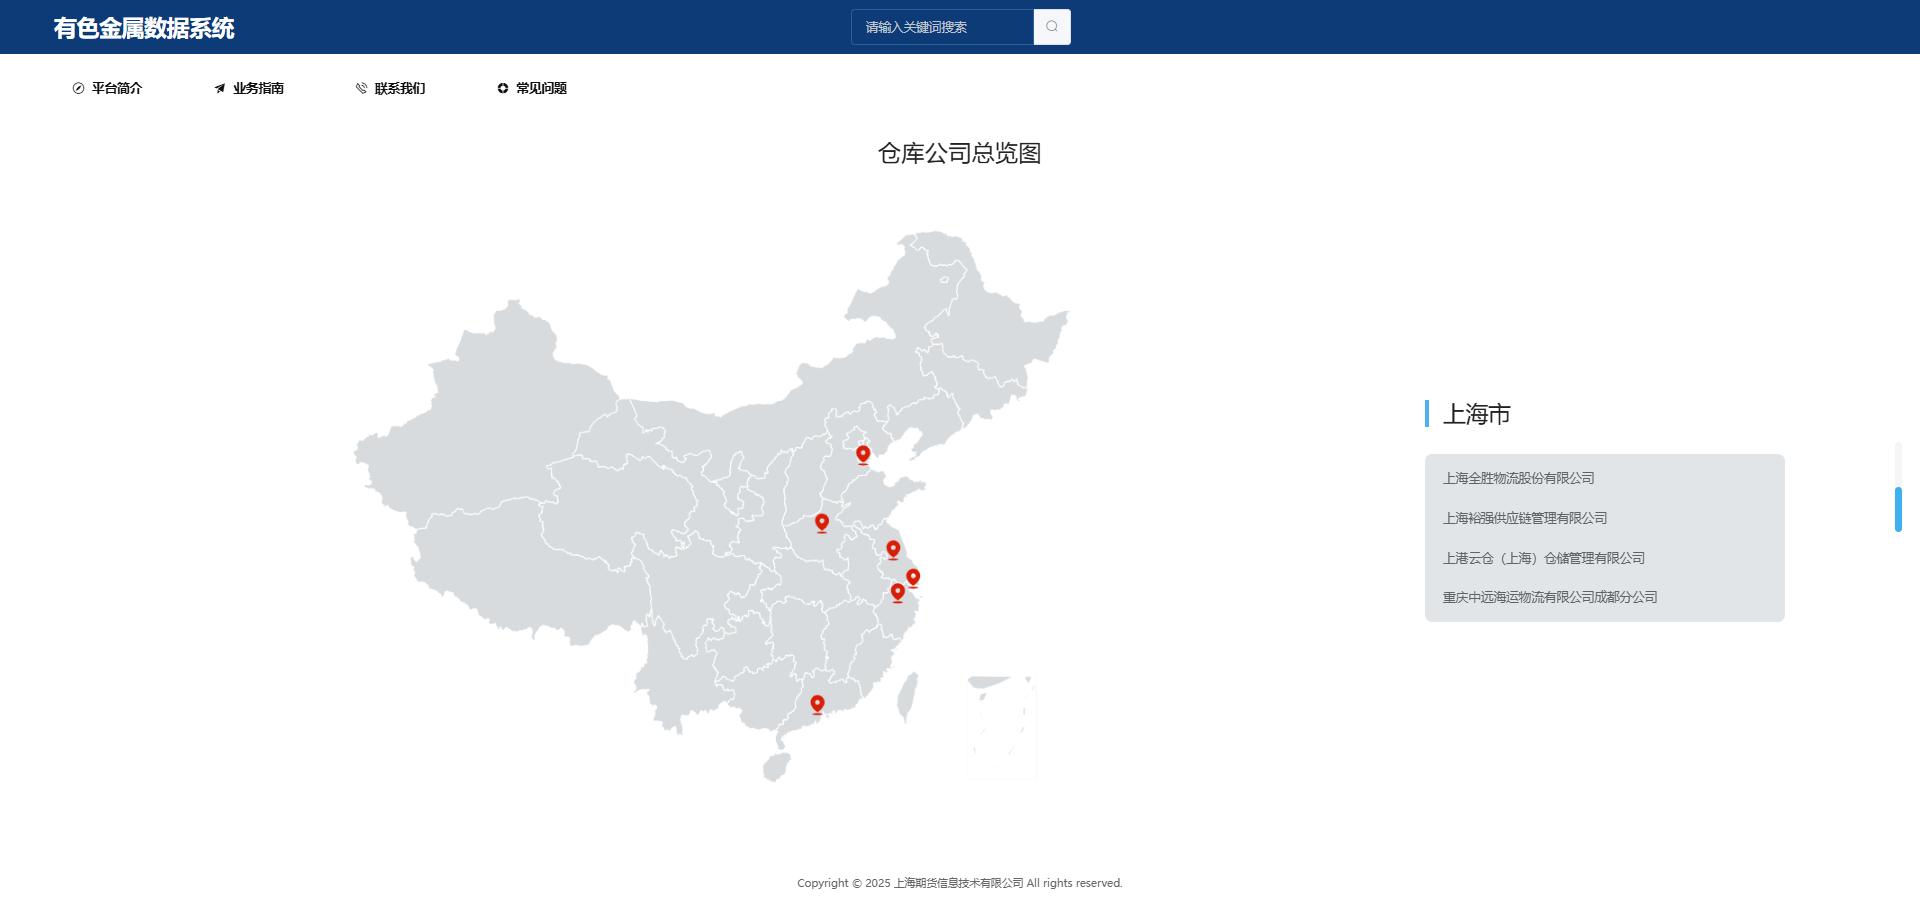 有色金属数据系统
请输入关键词搜索
平台简介
业务指南
联系我们
常见问题
仓库公司总览图
上海市
上海全胜物流股份有限公司
上海裕强供应链管理有限公司
上港云仓（上海）仓储管理有限公司
重庆中远海运物流有限公司成都分公司
Copyright © 2025 上海期货信息技术有限公司 All rights reserved.